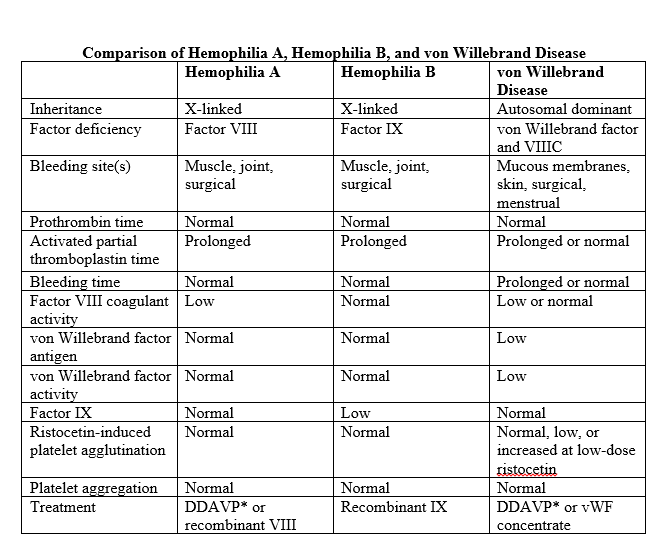 Comparison of Hemophilia A, Hemophilia B, and von Willebrand Disease
Hemophilia A Hemophilia B von Willebrand
Disease
Inheritance X-linked X-linked Autosomal dominant
Factor deficiency Factor VIII Factor IX von Willebrand factor
and VIIIC
Bleeding site(s) Muscle, joint, Muscle, joint, Mucous membranes,
surgical surgical skin, surgical,
menstrual
Prothrombin time Normal Normal Normal
Activated partial Prolonged Prolonged Prolonged or normal
thromboplastin time
Bleeding time Normal Normal Prolonged or normal
Factor VIII coagulant Low Normal Low or normal
activity
von Willebrand factor Normal Normal Low
antigen
von Willebrand factor Normal Normal Low
activity
Factor IX Normal Low Normal
Ristocetin-induced Normal Normal Normal, low, or
platelet agglutination increased at low-dose
ristocetin
Platelet aggregation Normal Normal Normal
Treatment DDAVP* or Recombinant IX DDAVP* or vWF
recombinant VIII concentrate